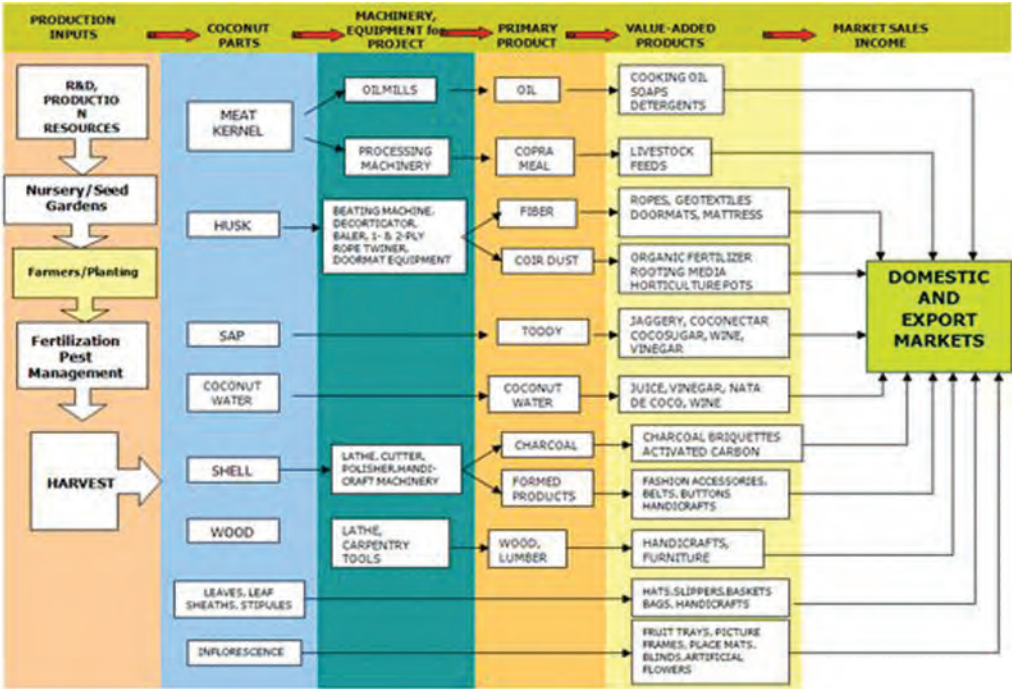 PRODUCTION
INPUTS
COCONUT
PARTS
MACHINERY,
EQUIPMENT for
PROJECT
PRIMARY
PRODUCT
VALUE-ADDED
PRODUCTS
MARKET SALES
INCOME
R&D,
PRODUCTIO
N
RESOURCES
Nursery/Seed
Gardens
Farmers/Planting
Fertilization
Pest
Management
HARVEST
MEAT
KERNEL
OILMILLS
OIL
COOKING OIL
SOAPS
DETERGENTS
PROCESSING
MACHINERY
COPRA
MEAL
LIVESTOCK
FEEDS
HUSK
BEATING MACHINE,
DECORTICATOR,
BALER, 1- & 2-PLY
ROPE TWINER,
DOORMAT EQUIPMENT
FIBER
ROPES, GEOTEXTILES
DOORMATS, MATTRESS
COIR DUST
ORGANIC FERTILIZER
ROOTING MEDIA
HORTICULTURE POTS
SAP
TODDY
JAGGERY, COCONECTAR
COCOSUGAR, WINE,
VINEGAR
COCONUT
WATER
COCONUT
WATER
JUICE, VINEGAR, NATA
DE COCO, WINE
SHELL
LATHE, CUTTER,
POLISHER,HANDI-
CRAFT MACHINERY
CHARCOAL
CHARCOAL BRIQUETTES
ACTIVATED CARBON
FORMED
PRODUCTS
FASHION ACCESSORIES,
BELTS, BUTTONS
HANDICRAFTS
WOOD
LATHE,
CARPENTRY
TOOLS
WOOD,
LUMBER
HANDICRAFTS,
FURNITURE
LEAVES, LEAF
SHEATHS, STIPULES
HATS,SLIPPERS,BASKETS
BAGS, HANDICRAFTS
INFLORESCENCE
FRUIT TRAYS, PICTURE
FRAMES, PLACE MATS,
BLINDS,ARTIFICIAL
FLOWERS
DOMESTIC
AND
EXPORT
MARKETS